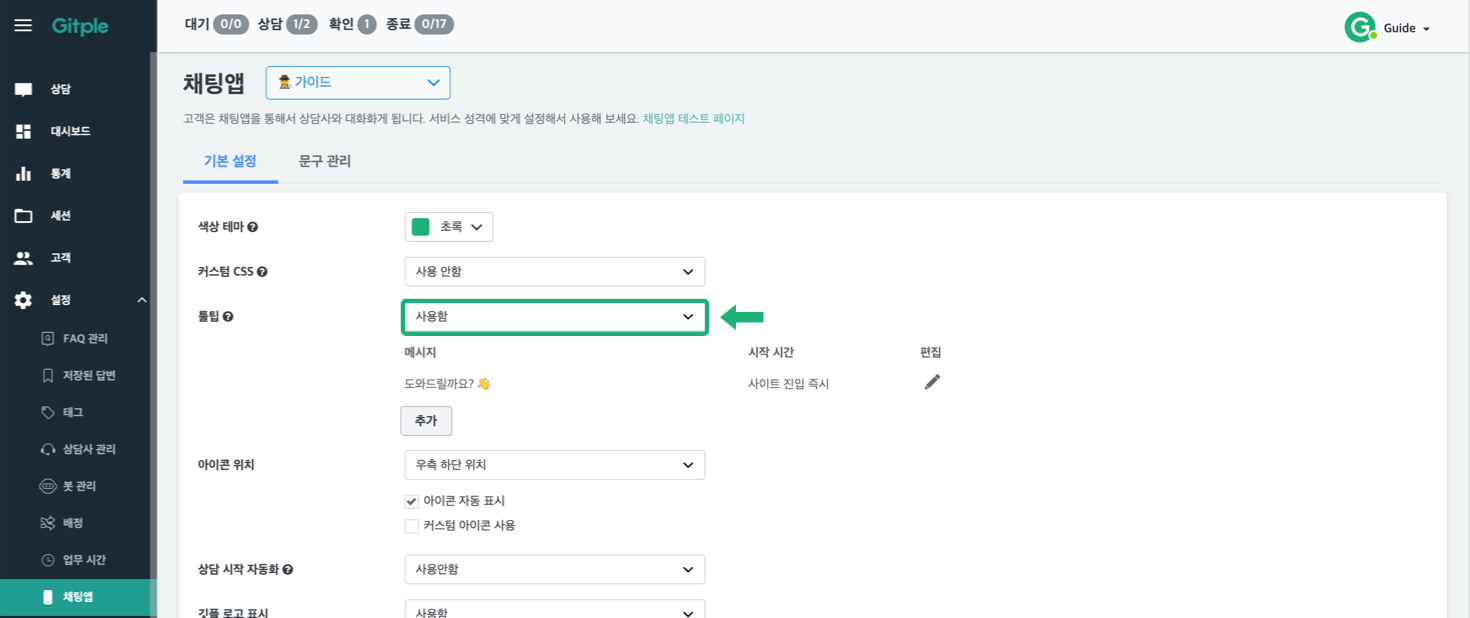 Gitple
대기 0/0 상담 1/2 확인 1 종료 0/17
G Guide
상담
대시보드
통계
세션
고객
설정
FAQ 관리
저장된 답변
태그
상담사 관리
봇 관리
배정
업무 시간
채팅앱
채팅앱 가이드
고객은 채팅앱을 통해서 상담사와 대화화게 됩니다. 서비스 성격에 맞게 설정해서 사용해 보세요. 채팅앱 테스트 페이지
기본 설정 문구 관리
색상 테마 초록
커스텀 CSS 사용 안함
툴팁 사용함
메시지 시작 시간 편집
도와드릴까요? 👋 사이트 진입 즉시
추가
아이콘 위치 우측 하단 위치
아이콘 자동 표시
커스텀 아이콘 사용
상담 시작 자동화 사용안함
깃플 로고 표시 사용함